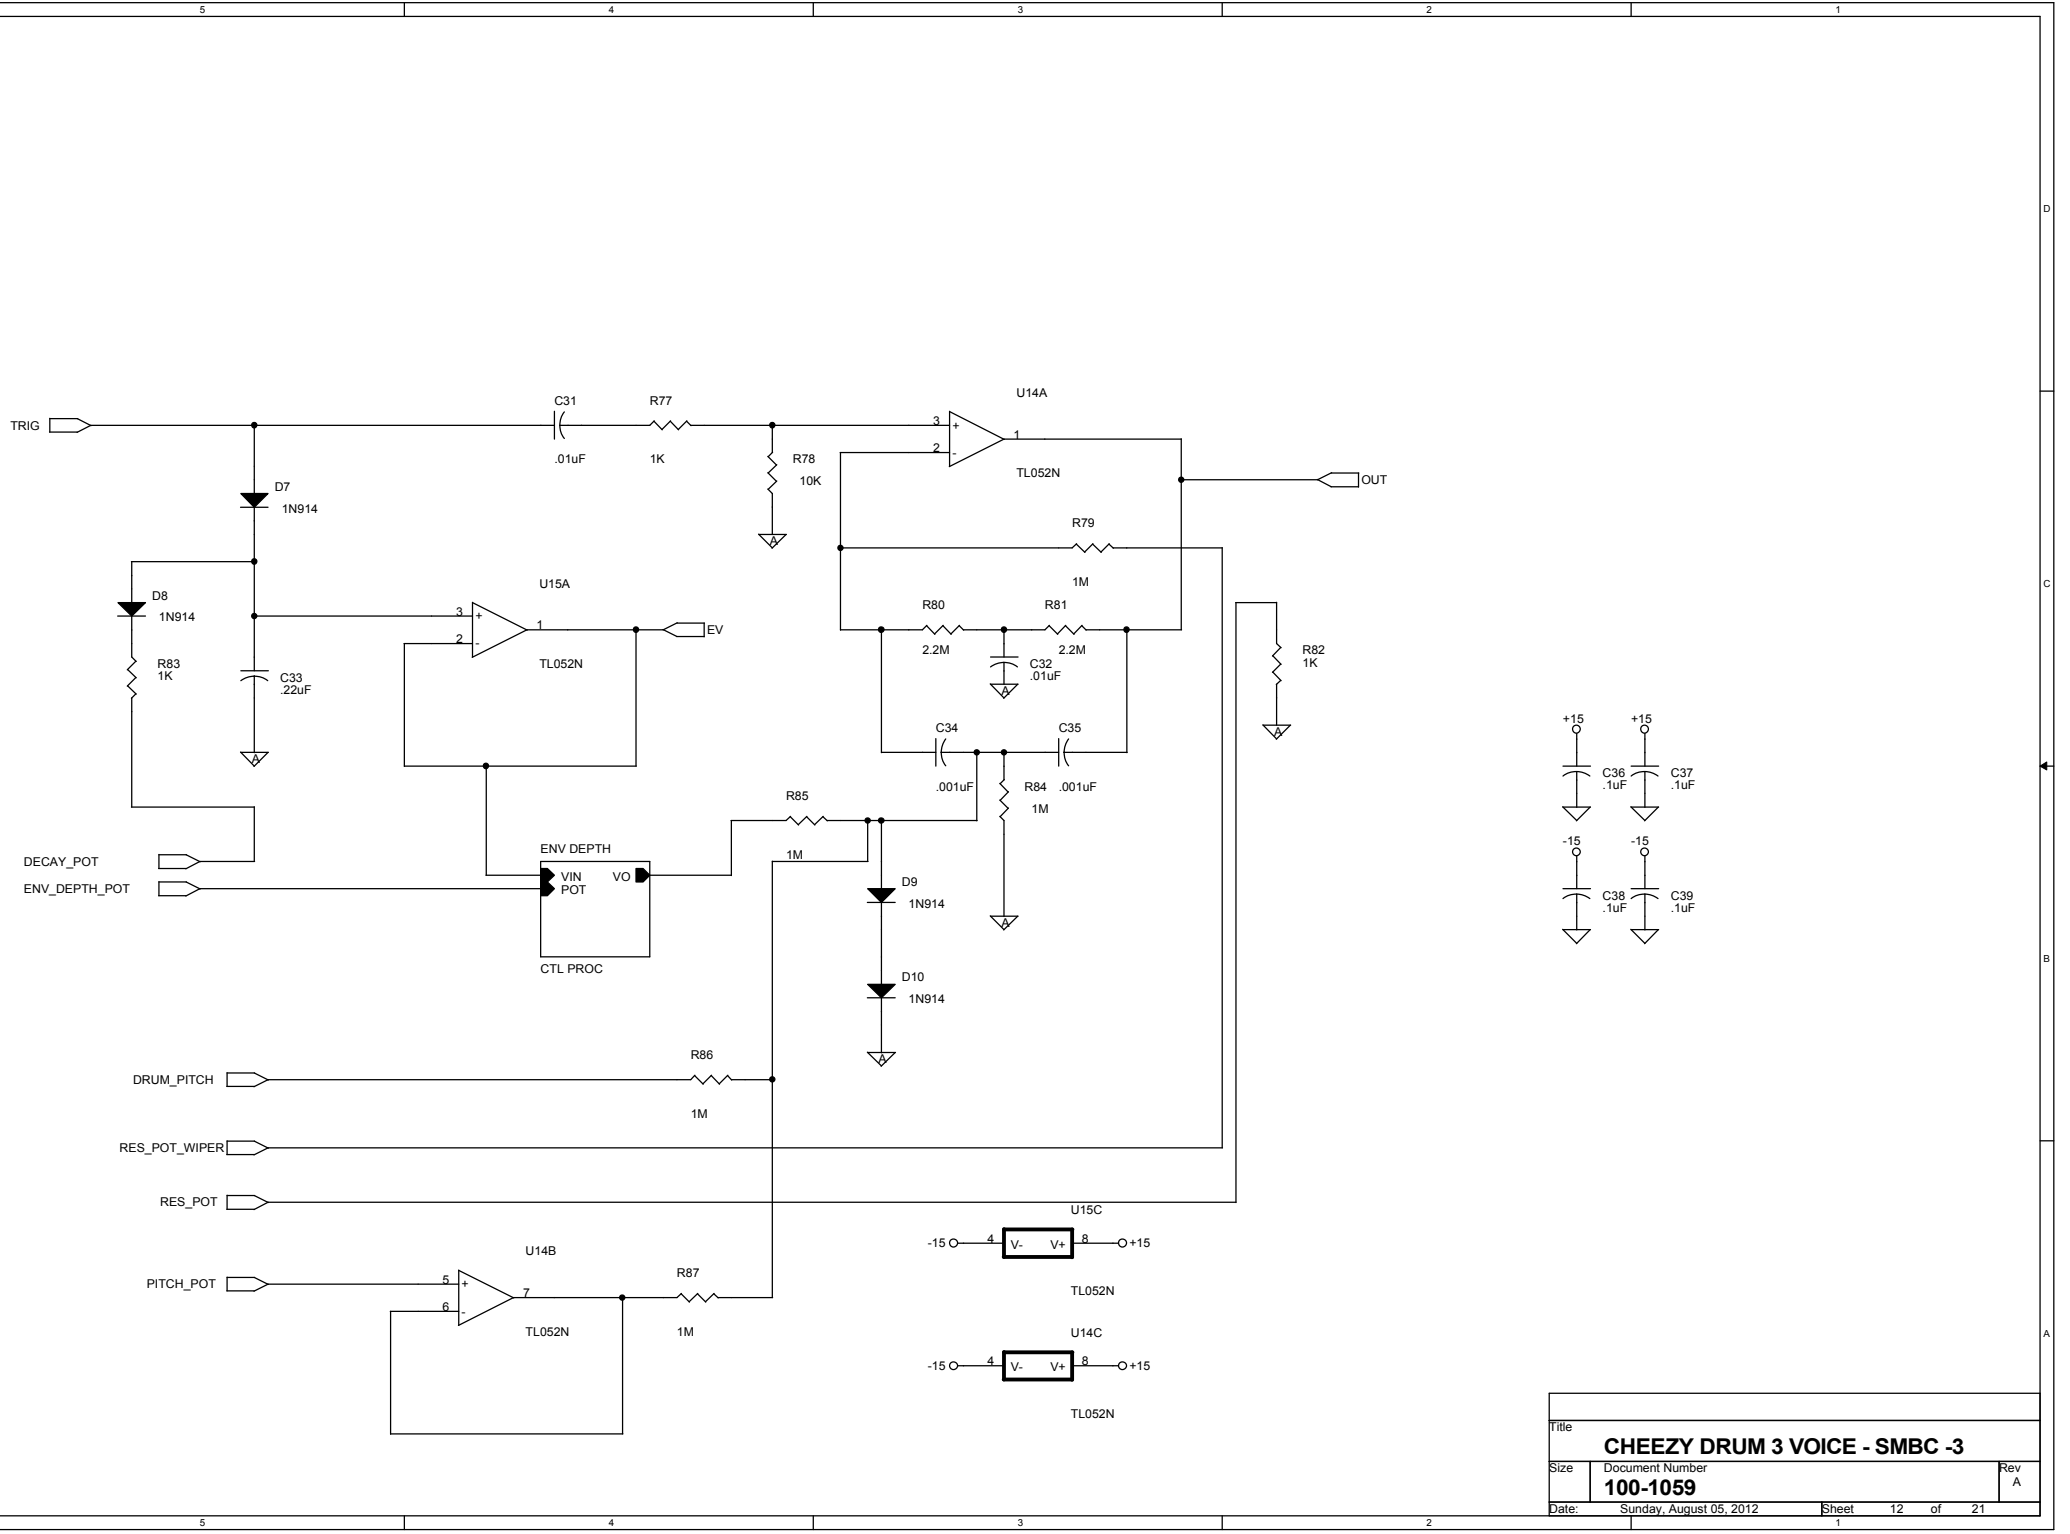 5 4 3 2 1
D
C
B
A
TRIG
C31
.01uF
R77
1K
R78
10K
A
U14A
3
+
2
-
1
TL052N
OUT
D7
1N914
D8
1N914
R83
1K
C33
.22uF
A
U15A
3
+
2
-
1
TL052N
EV
R79
1M
R80
2.2M
R81
2.2M
C32
.01uF
A
C34
.001uF
C35
.001uF
R84
1M
A
R82
1K
A
R85
1M
DECAY_POT
ENV_DEPTH_POT
ENV DEPTH
VIN
POT
VO
CTL PROC
D9
1N914
D10
1N914
A
+15 +15
C36
.1uF
C37
.1uF
-15 -15
C38
.1uF
C39
.1uF
DRUM_PITCH
R86
1M
RES_POT_WIPER
RES_POT
PITCH_POT
U14B
5
+
6
-
7
TL052N
R87
1M
U15C
-15 4 V- V+ 8 +15
TL052N
U14C
-15 4 V- V+ 8 +15
TL052N
Title
CHEEZY DRUM 3 VOICE - SMBC -3
Size Document Number Rev
100-1059 A
Date: Sunday, August 05, 2012 Sheet 12 of 21
5 4 3 2 1